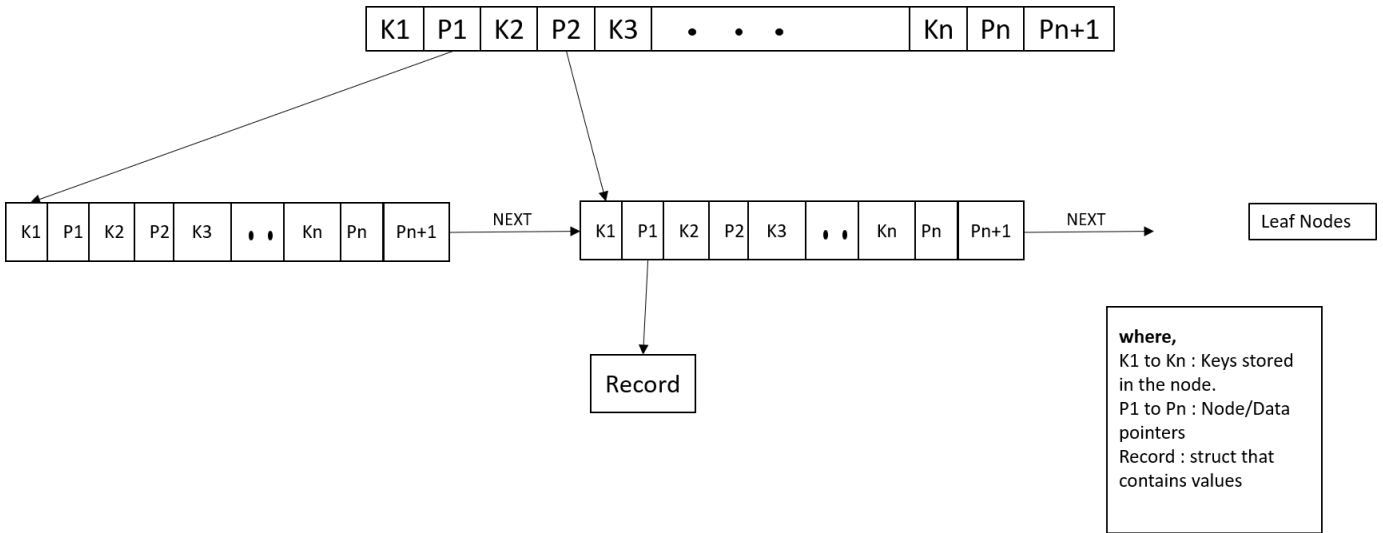 K1 P1 K2 P2 K3 • • • Kn Pn Pn+1
K1 P1 K2 P2 K3 •• Kn Pn Pn+1
NEXT
K1 P1 K2 P2 K3 •• Kn Pn Pn+1
NEXT
Leaf Nodes
Record
where,
K1 to Kn : Keys stored
in the node.
P1 to Pn : Node/Data
pointers
Record : struct that
contains values